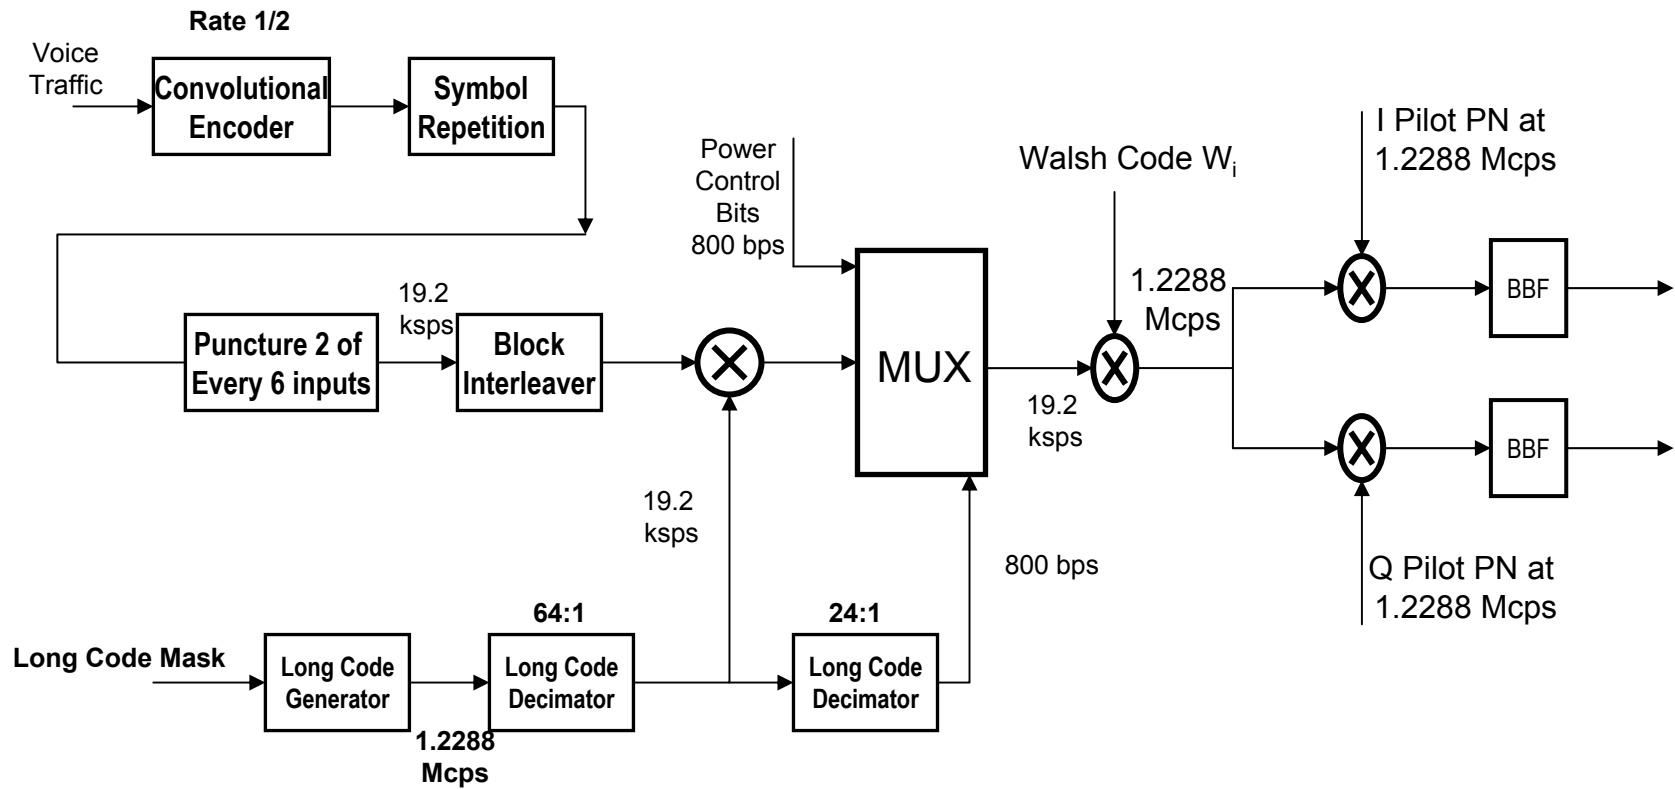 Rate 1/2
Voice
Traffic
Convolutional
Encoder
Symbol
Repetition
Power
Control
Bits
800 bps
Walsh Code Wi
I Pilot PN at
1.2288 Mcps
19.2
ksps
Puncture 2 of
Every 6 inputs
Block
Interleaver
MUX
1.2288
Mcps
BBF
19.2
ksps
BBF
19.2
ksps
800 bps
Q Pilot PN at
1.2288 Mcps
64:1
24:1
Long Code Mask
Long Code
Generator
Long Code
Decimator
Long Code
Decimator
1.2288
Mcps